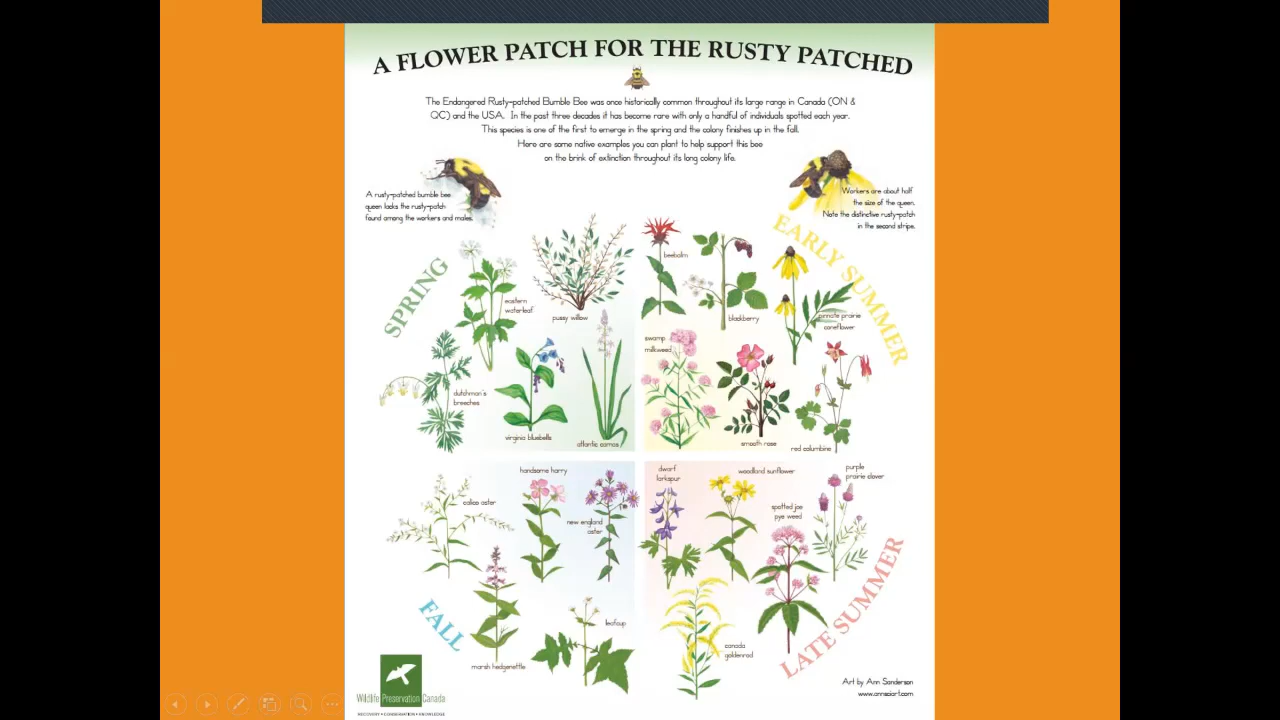 A FLOWER PATCH FOR THE RUSTY PATCHED
The Endangered Rusty-patched Bumble Bee was once historically common throughout its large range in Canada (ON &
QC) and the USA. In the past three decades it has become rare with only a handful of individuals spotted each year.
This species is one of the first to emerge in the spring and the colony finishes up in the fall.
Here are some native examples you can plant to help support this bee
on the brink of extinction throughout its long colony life.
A rusty-patched bumble bee
queen lacks the rusty-patch
found among the workers and males.
Workers are about half
the size of the queen.
Note the distinctive rusty-patch
in the second stripe.
SPRING
eastern
waterleaf
pussy willow
dutchman's
breeches
virginia bluebells
atlantic camas
EARLY SUMMER
beebalm
blackberry
pinnate prairie
coneflower
swamp
milkweed
smooth rose
red columbine
FALL
calico aster
handsome harry
new england
aster
marsh hedgenettle
leafcup
LATE SUMMER
dwarf
larkspur
woodland sunflower
purple
prairie clover
spotted joe
pye weed
canada
goldenrod
Wildlife Preservation Canada
RECOVERY • CONSERVATION • KNOWLEDGE
Art by Ann Sanderson
www.annsciart.com